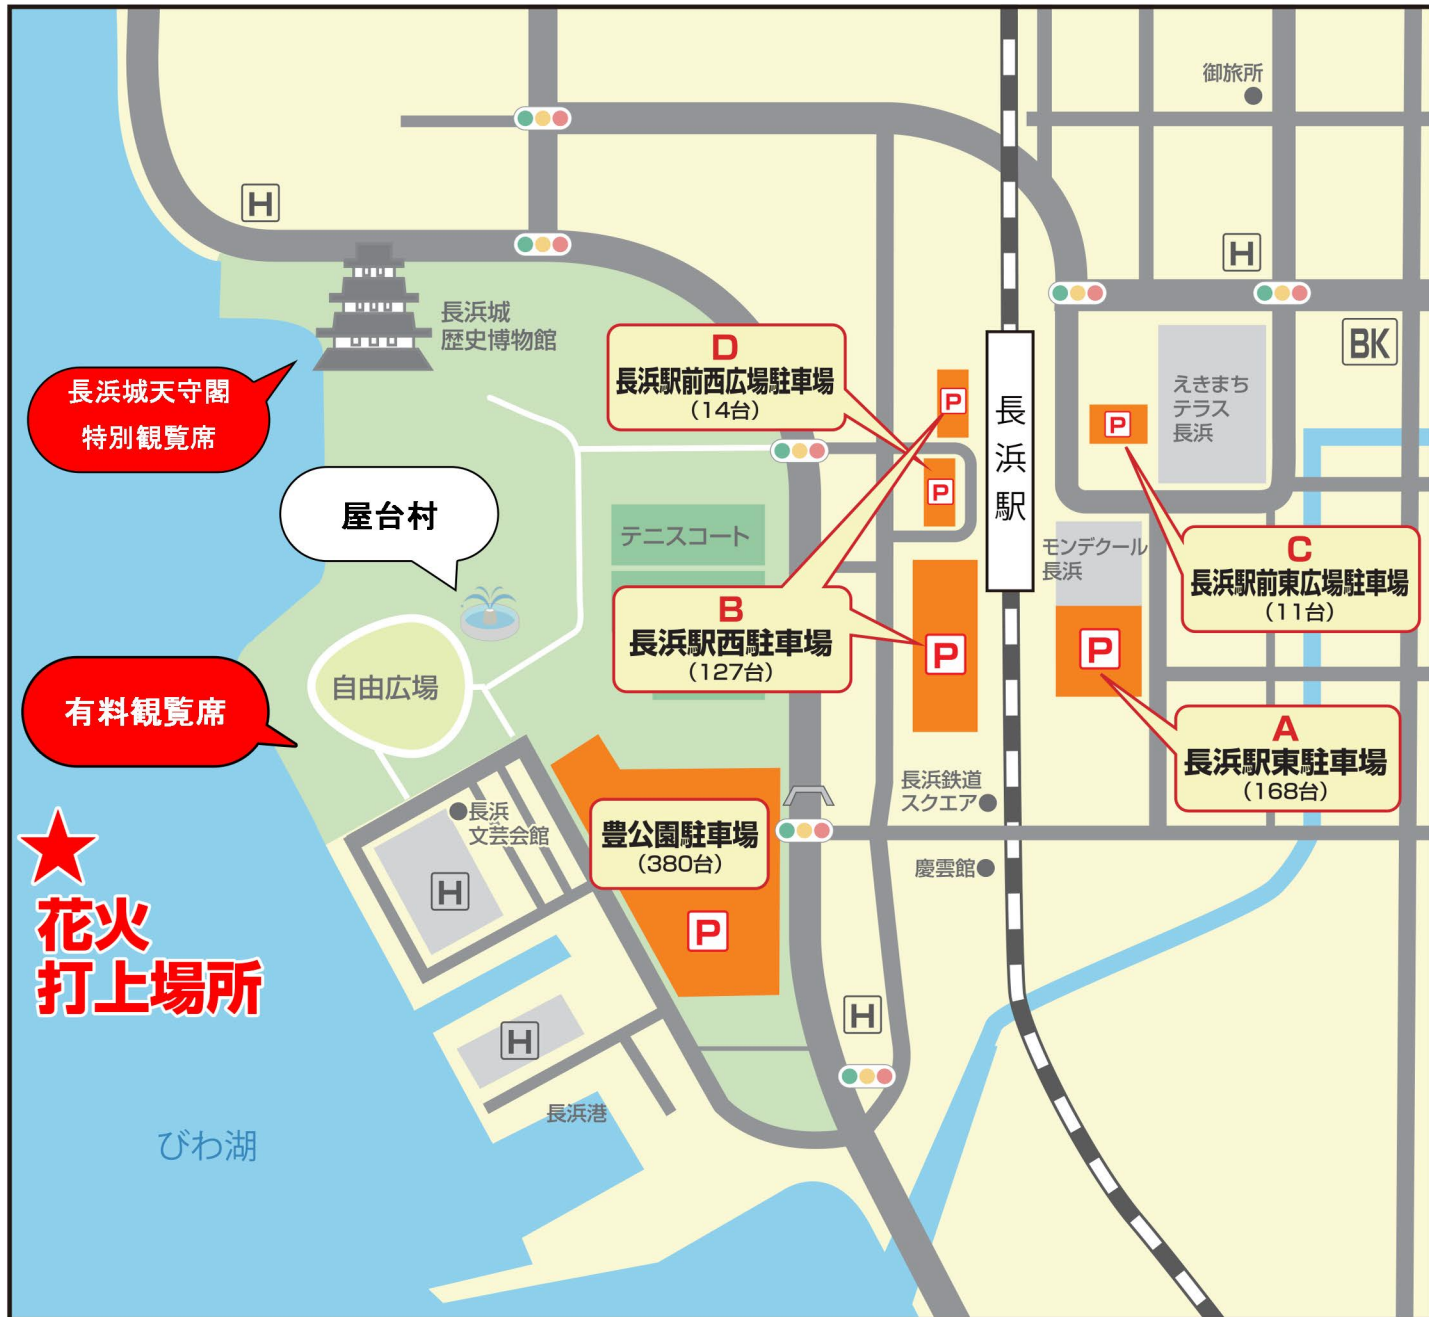 御旅所
H
H
長浜城
歴史博物館
BK
D
長浜駅前西広場駐車場
(14台)
長浜城天守閣
特別観覧席
P
長浜駅
えきまち
テラス
長浜
P
屋台村
P
テニスコート
モンデクール
長浜
C
長浜駅前東広場駐車場
(11台)
B
長浜駅西駐車場
(127台)
P
P
自由広場
有料観覧席
A
長浜駅東駐車場
(168台)
長浜鉄道
スクエア
長浜
文芸会館
豊公園駐車場
(380台)
慶雲館
H
P
花火
打上場所
H
H
長浜港
びわ湖